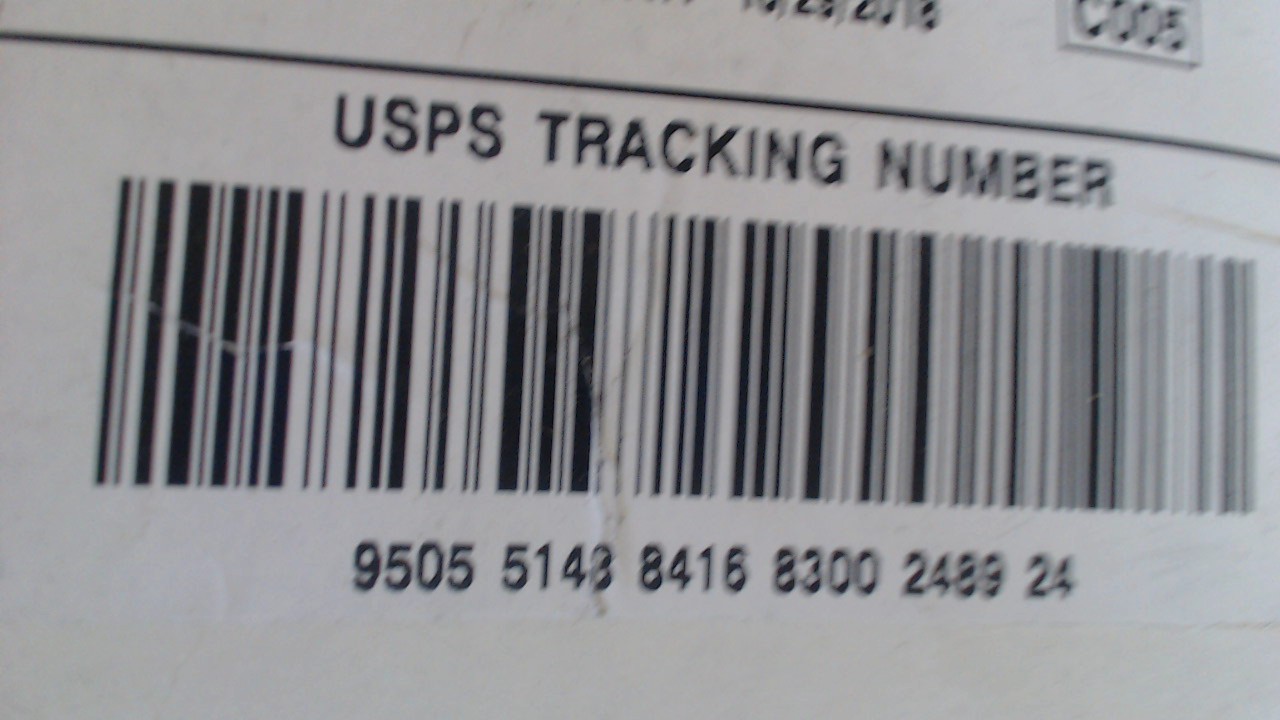 C005
USPS TRACKING NUMBER
9505 5148 8416 8300 2489 24